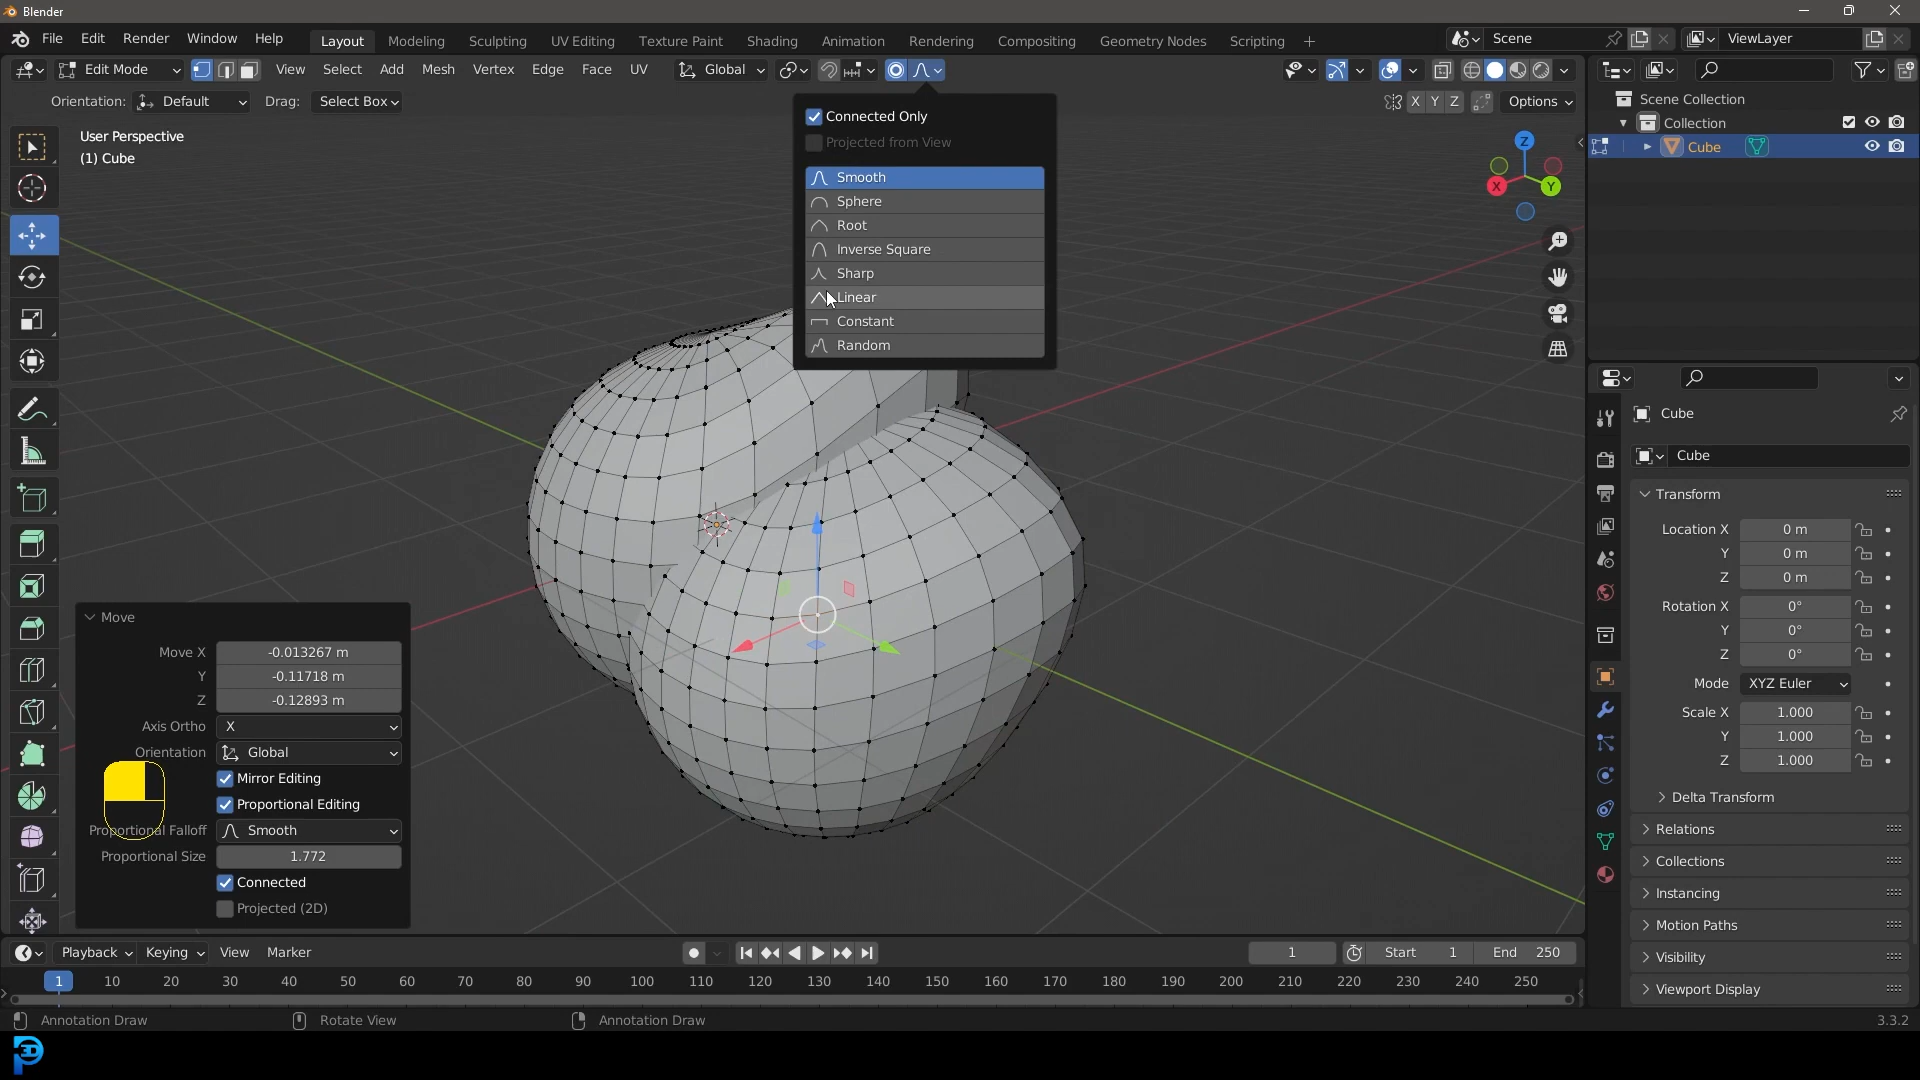 Blender
File Edit Render Window Help Layout Modeling Sculpting UV Editing Texture Paint Shading Animation Rendering Compositing Geometry Nodes Scripting + Scene ViewLayer
Edit Mode View Select Add Mesh Vertex Edge Face UV Global
Orientation: Default Drag: Select Box X Y Z Options
User Perspective
(1) Cube
Connected Only
Projected from View
Smooth
Sphere
Root
Inverse Square
Sharp
Linear
Constant
Random
Z
X
Y
Scene Collection
Collection
Cube
Move
Move X -0.013267 m
Y -0.11718 m
Z -0.12893 m
Axis Ortho X
Orientation Global
Mirror Editing
Proportional Editing
Proportional Falloff Smooth
Proportional Size 1.772
Connected
Projected (2D)
Cube
Cube
Transform
Location X 0 m
Y 0 m
Z 0 m
Rotation X 0°
Y 0°
Z 0°
Mode XYZ Euler
Scale X 1.000
Y 1.000
Z 1.000
Delta Transform
Relations
Collections
Instancing
Motion Paths
Visibility
Viewport Display
Playback Keying View Marker 1 Start 1 End 250
1 10 20 30 40 50 60 70 80 90 100 110 120 130 140 150 160 170 180 190 200 210 220 230 240 250
Annotation Draw Rotate View Annotation Draw 3.3.2